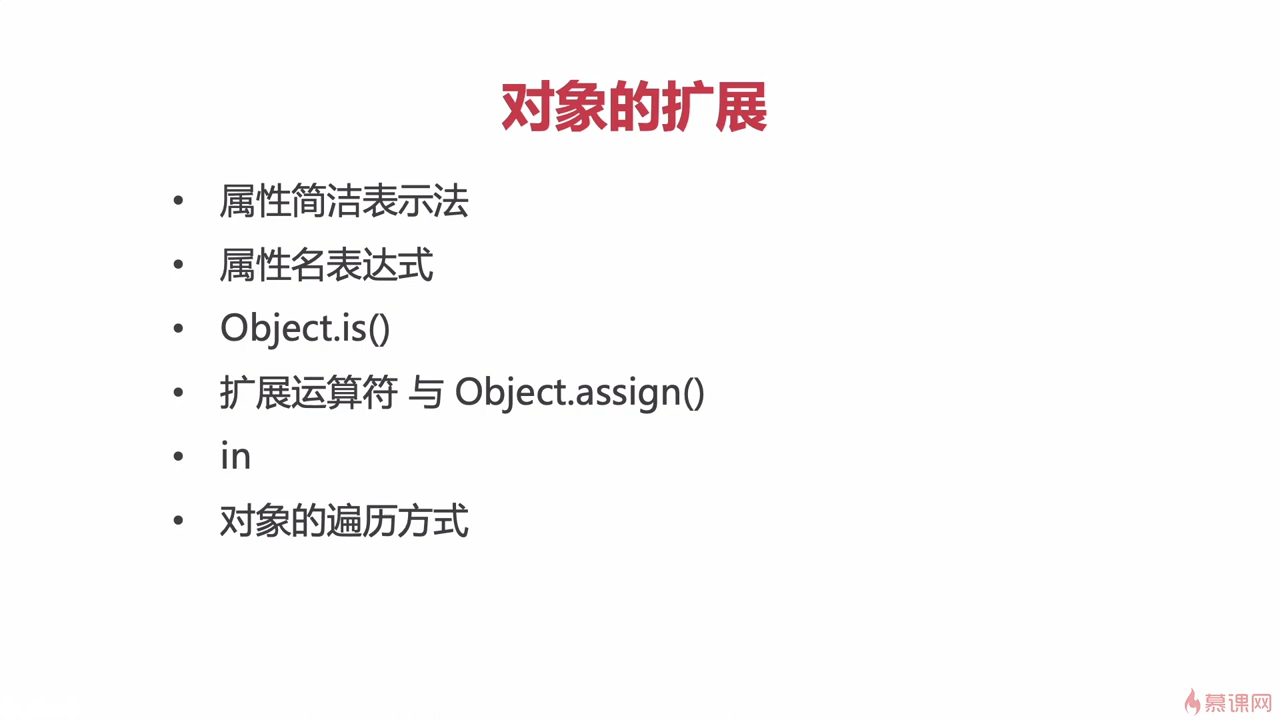 对象的扩展
• 属性简洁表示法
• 属性名表达式
• Object.is()
• 扩展运算符 与 Object.assign()
• in
• 对象的遍历方式
慕课网